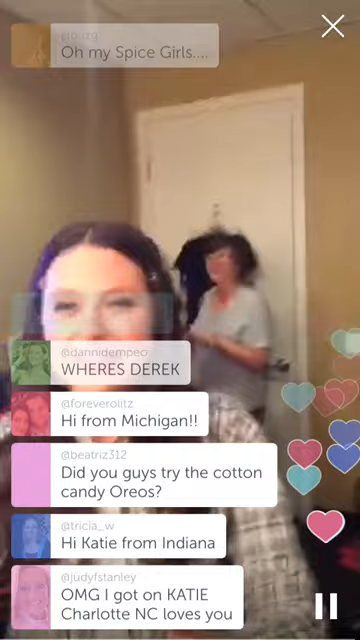 Oh my Spice Girls....
@dannidempeo
WHERES DEREK
@foreverolitz
Hi from Michigan!!
@beatriz312
Did you guys try the cotton
candy Oreos?
@tricia_w
Hi Katie from Indiana
@judyfstanley
OMG I got on KATIE
Charlotte NC loves you